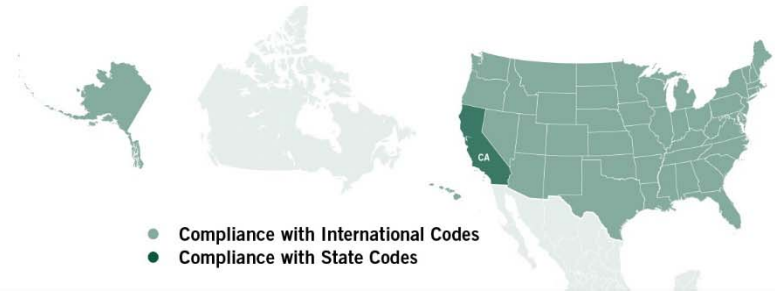 CA
Compliance with International Codes
Compliance with State Codes